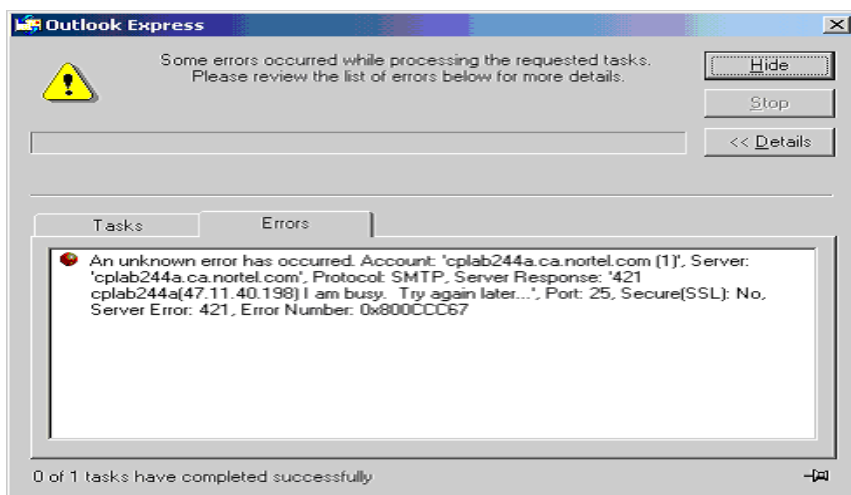 Outlook Express
Some errors occurred while processing the requested tasks.
Please review the list of errors below for more details.
Hide
Stop
<< Details
Tasks
Errors
An unknown error has occurred. Account: 'cplab244a.ca.nortel.com (1)', Server:
'cplab244a.ca.nortel.com', Protocol: SMTP, Server Response: '421
cplab244a(47.11.40.198) I am busy.  Try again later...', Port: 25, Secure(SSL): No,
Server Error: 421, Error Number: 0x800CCC67
0 of 1 tasks have completed successfully